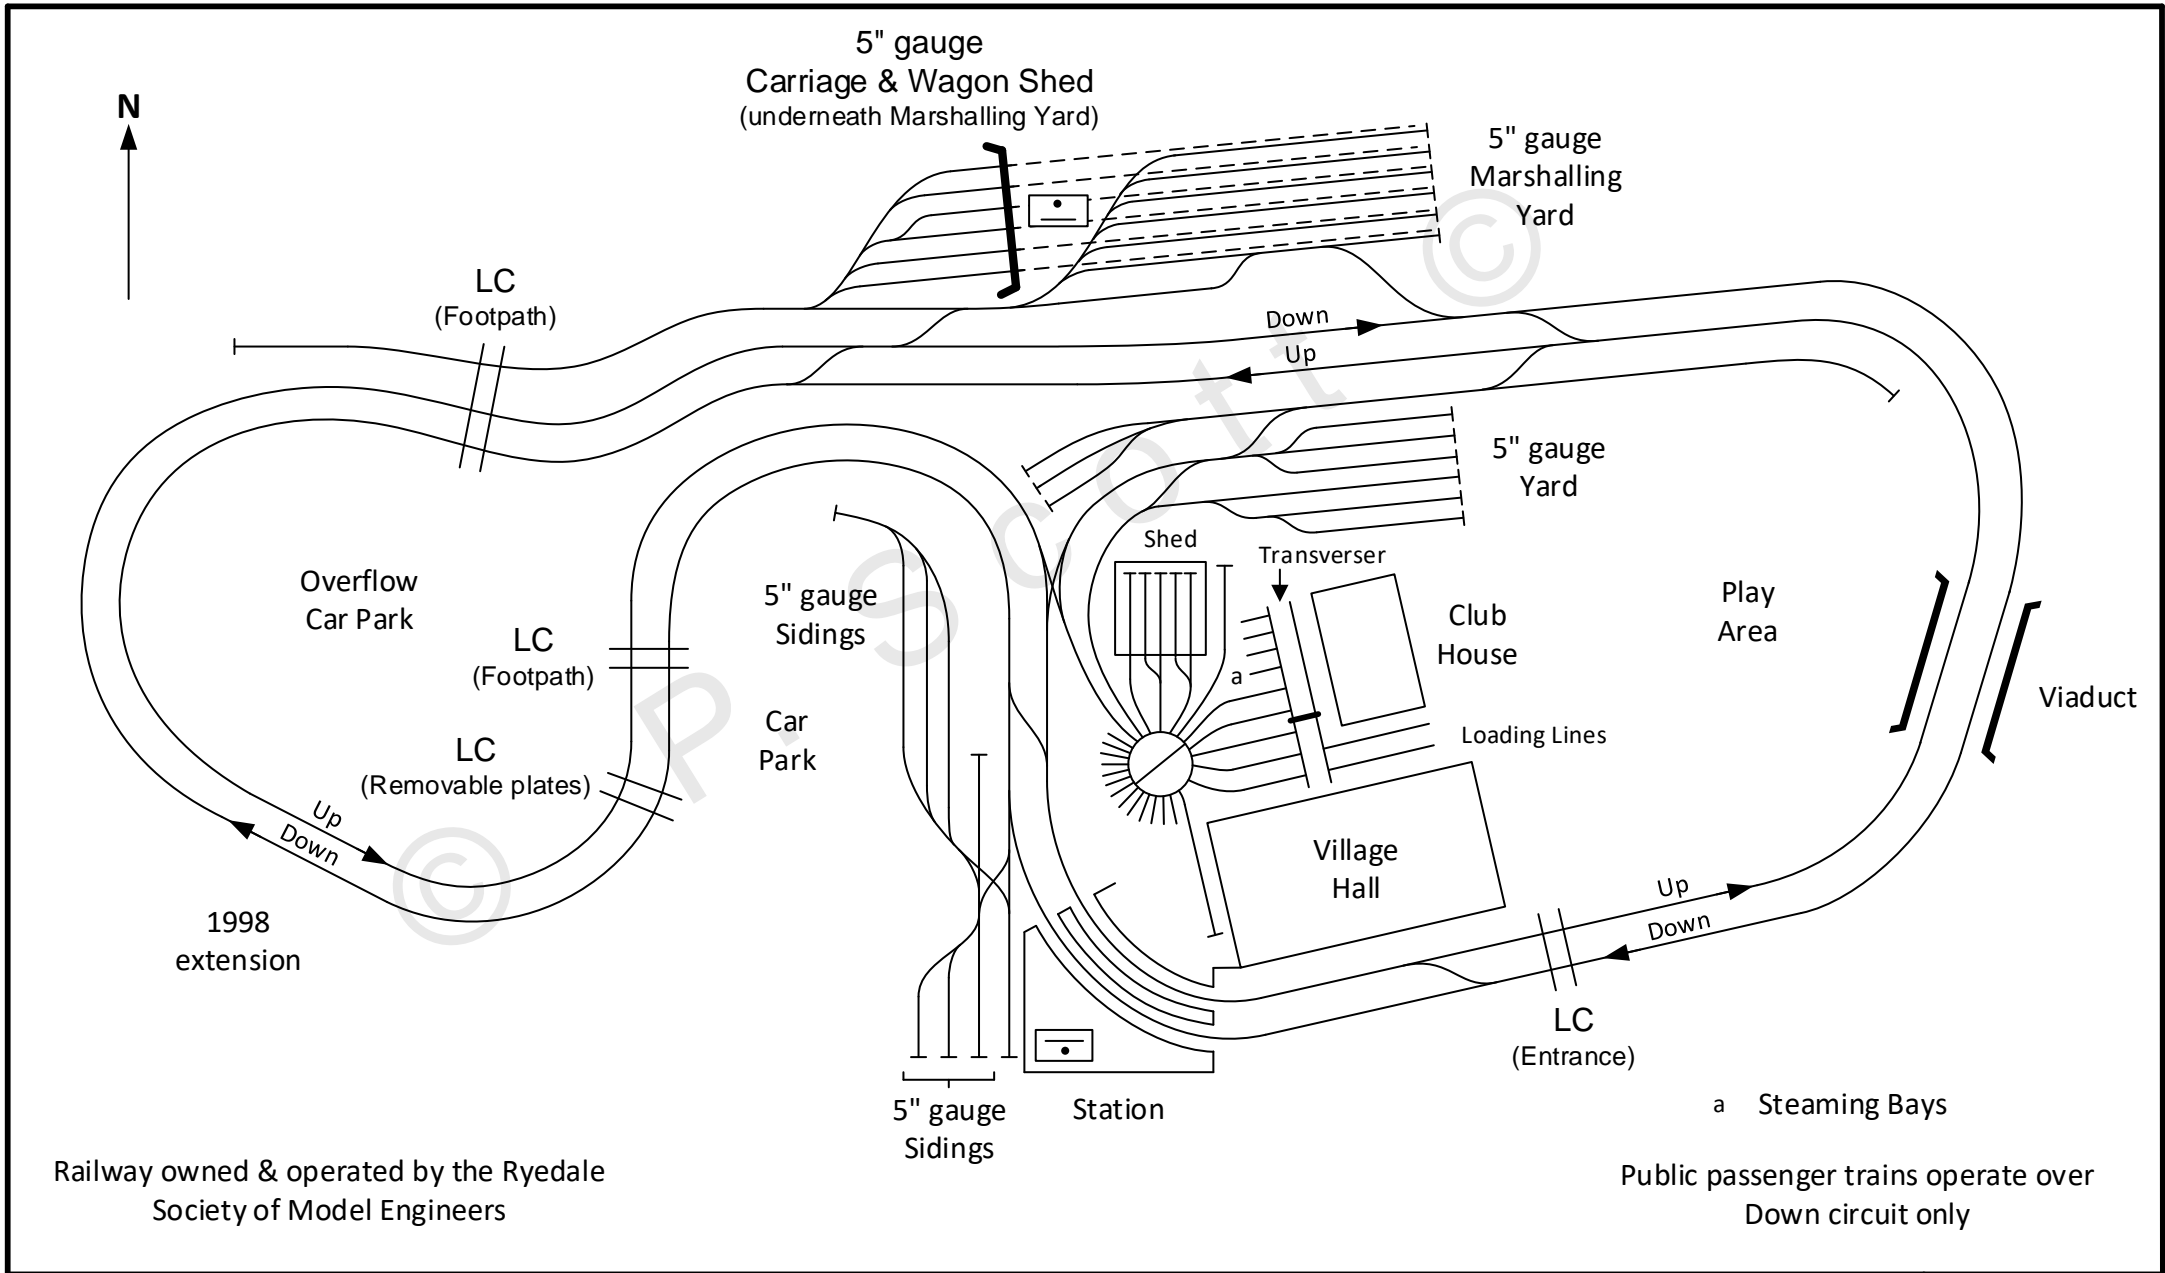 5" gauge
Carriage & Wagon Shed
(underneath Marshalling Yard)
N
5" gauge
Marshalling
Yard
LC
(Footpath)
Down
Up
5" gauge
Yard
Shed
Transverser
Overflow
Car Park
5" gauge
Sidings
Club
House
Play
Area
LC
(Footpath)
a
Viaduct
Car
Park
Loading Lines
LC
(Removable plates)
Up
Down
Village
Hall
Up
Down
1998
extension
LC
(Entrance)
5" gauge
Sidings
Station
a Steaming Bays
Railway owned & operated by the Ryedale
Society of Model Engineers
Public passenger trains operate over
Down circuit only
© P. Scott ©